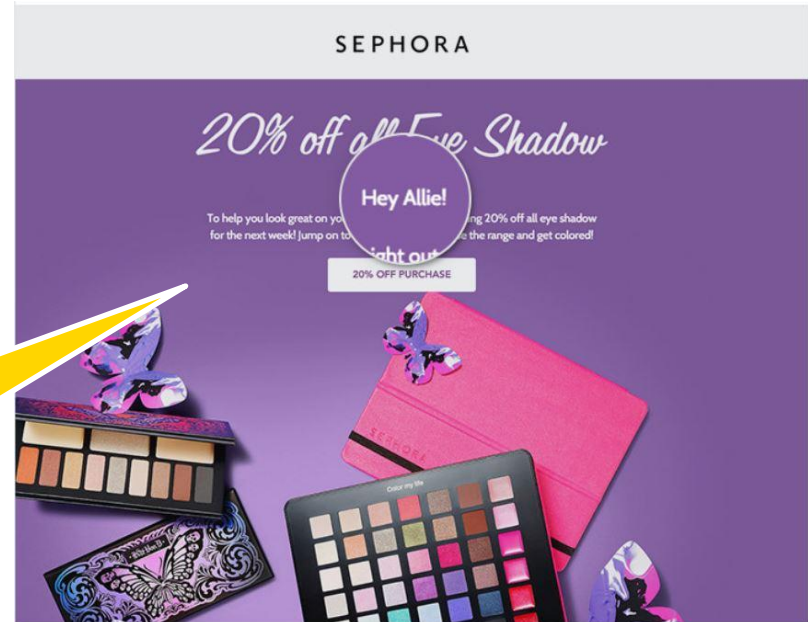 SEPHORA
20% off all Eye Shadow
Hey Allie!
To help you look great on yo ng 20% off all eye shadow
for the next week! Jump on to e the range and get colored!
ight out
20% OFF PURCHASE
SEPHORA
Color my life